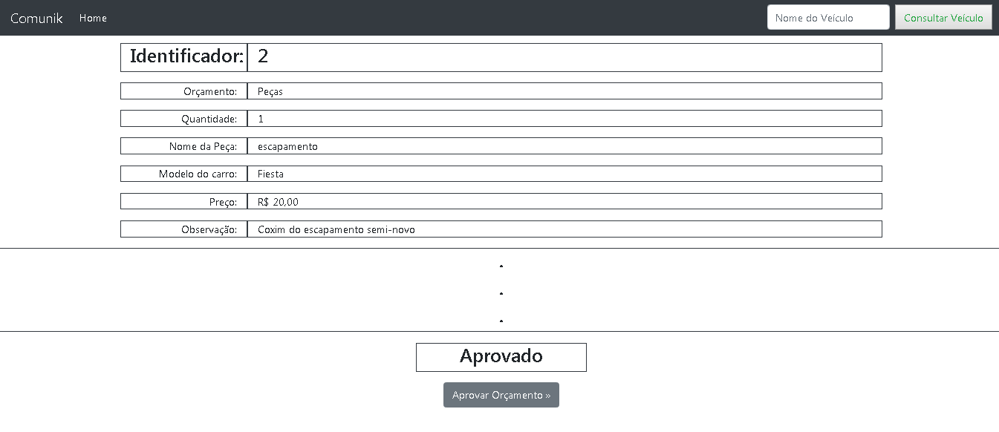 Comunik Home Nome do Veículo Consultar Veículo
Identificador: 2
Orçamento: Peças
Quantidade: 1
Nome da Peça: escapamento
Modelo do carro: Fiesta
Preço: R$ 20,00
Observação: Coxim do escapamento semi-novo
.
.
.
Aprovado
Aprovar Orçamento »